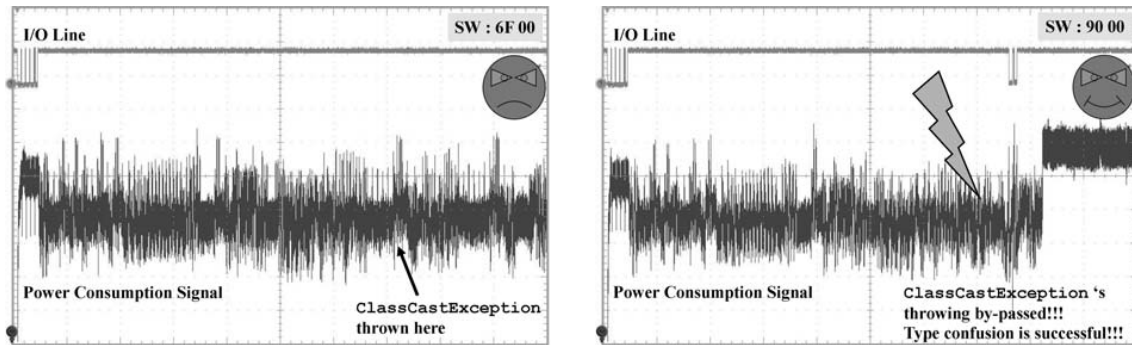 SW : 6F 00
I/O Line
Power Consumption Signal
ClassCastException
thrown here
SW : 90 00
I/O Line
Power Consumption Signal
ClassCastException ‘s
throwing by-passed!!!
Type confusion is successful!!!